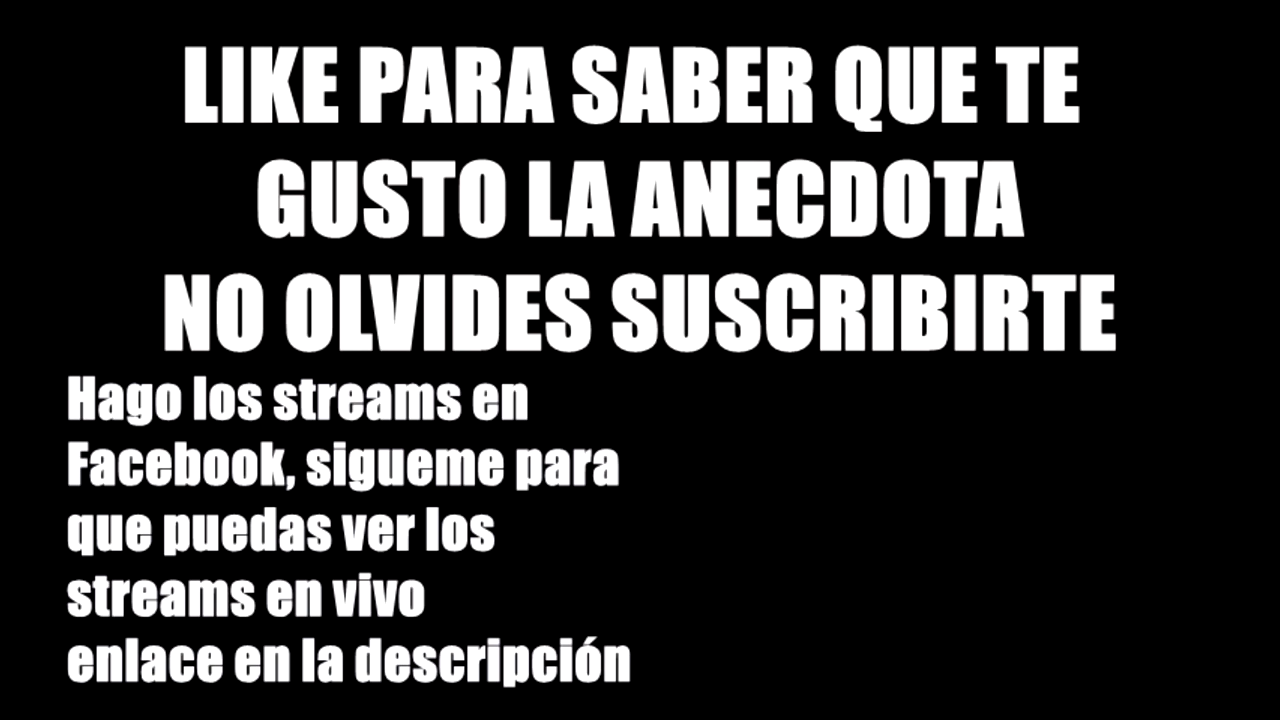 LIKE PARA SABER QUE TE
GUSTO LA ANECDOTA
NO OLVIDES SUSCRIBIRTE
Hago los streams en
Facebook, sigueme para
que puedas ver los
streams en vivo
enlace en la descripción